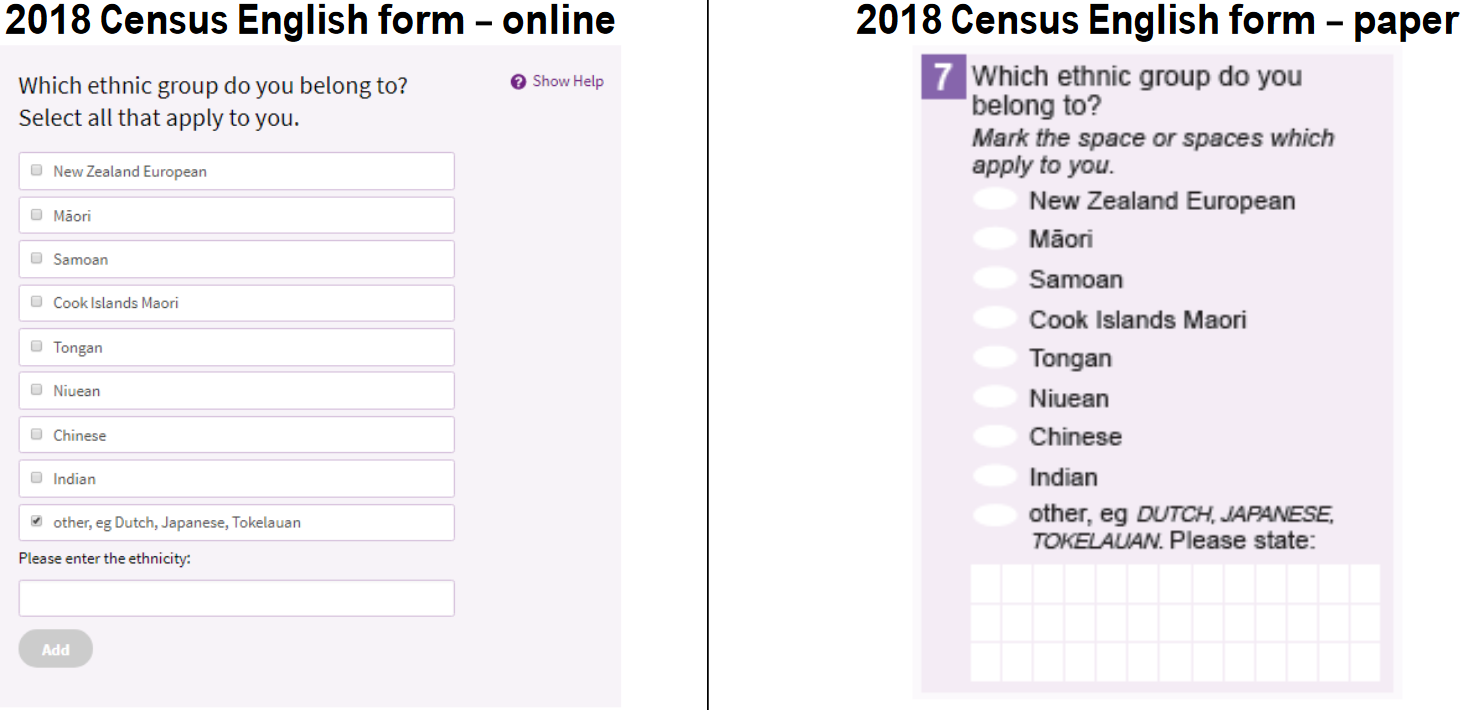 2018 Census English form – online
Which ethnic group do you belong to?
Select all that apply to you.
? Show Help
New Zealand European
Māori
Samoan
Cook Islands Maori
Tongan
Niuean
Chinese
Indian
other, eg Dutch, Japanese, Tokelauan
Please enter the ethnicity:
Add
2018 Census English form – paper
7 Which ethnic group do you
belong to?
Mark the space or spaces which
apply to you.
New Zealand European
Māori
Samoan
Cook Islands Maori
Tongan
Niuean
Chinese
Indian
other, eg DUTCH, JAPANESE,
TOKELAUAN. Please state: